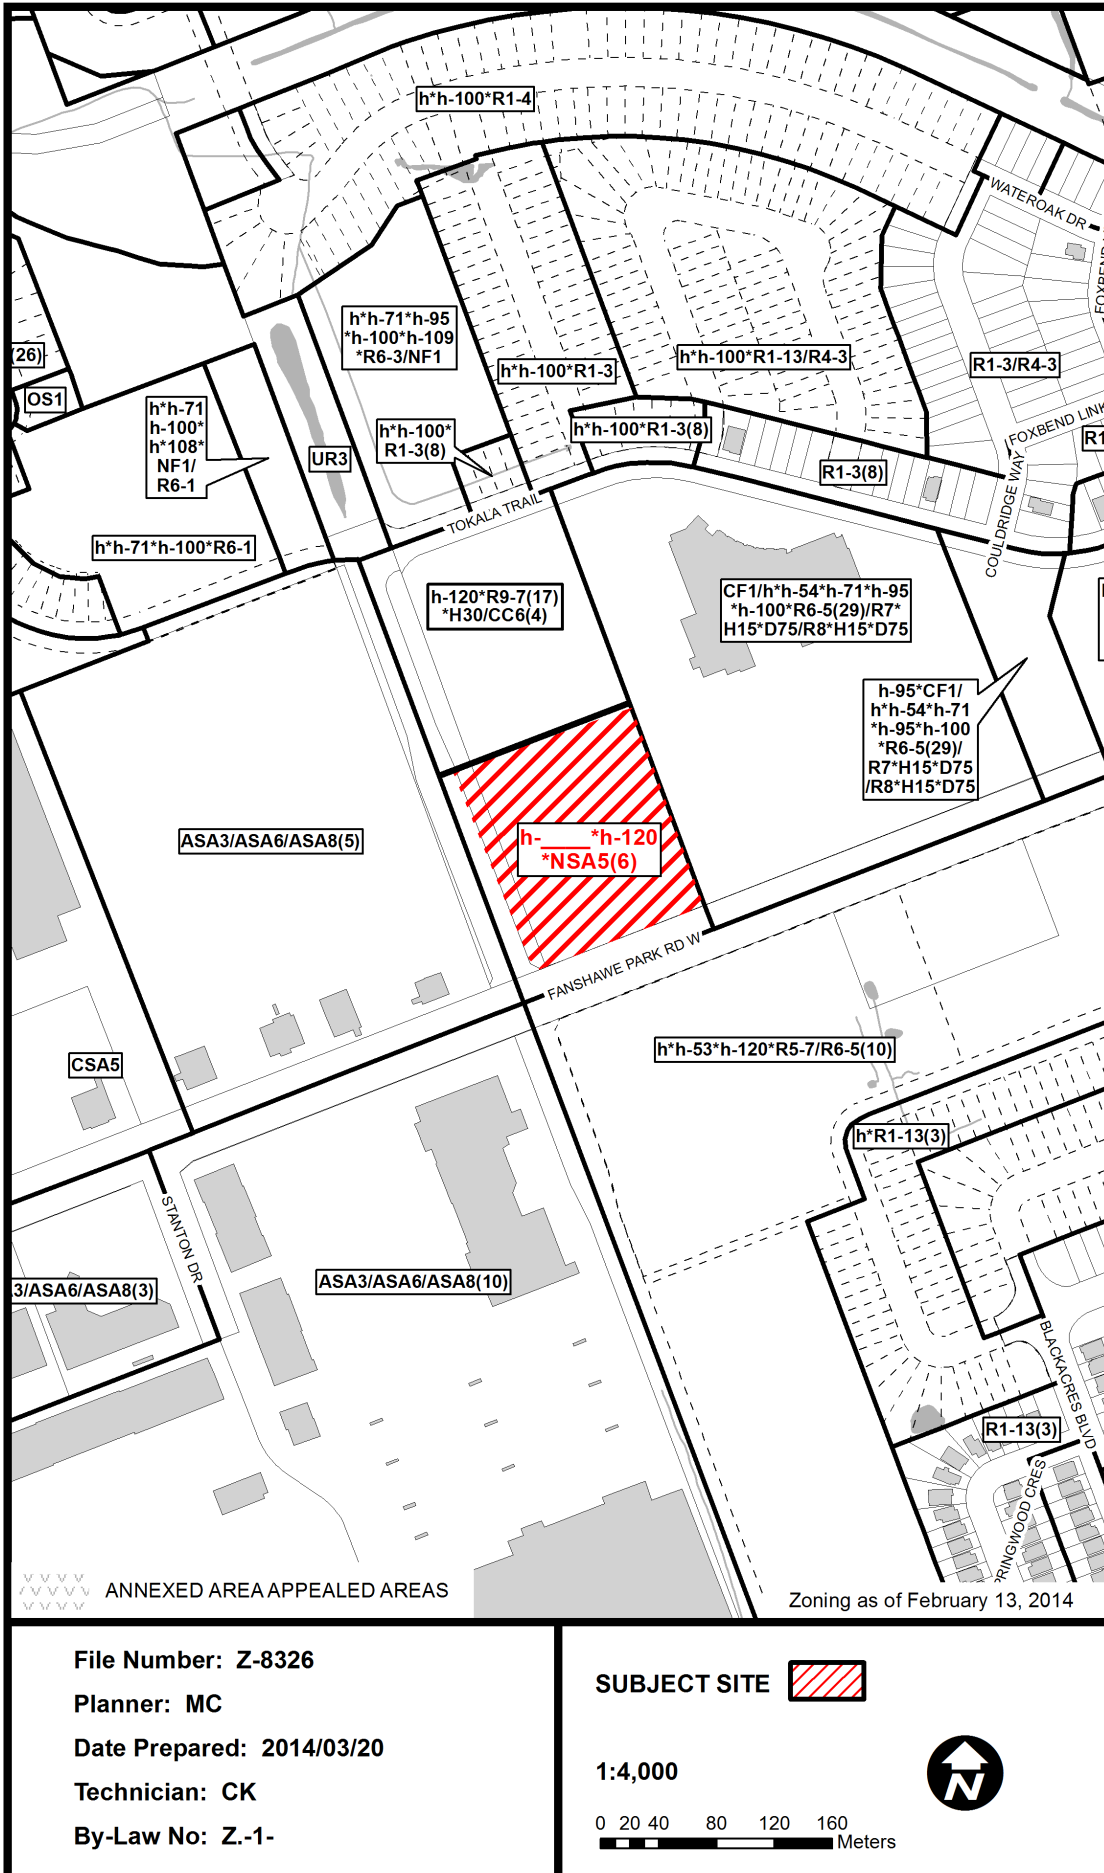 h*h-100*R1-4
WATEROAK DR
FOXBEND
h*h-71*h-95
*h-100*h-109
*R6-3/NF1
(26)
h*h-100*R1-3
h*h-100*R1-13/R4-3
R1-3/R4-3
OS1
h*h-71
h-100*
h*108*
NF1/
R6-1
UR3
h*h-100*
R1-3(8)
h*h-100*R1-3(8)
FOXBEND LINK
R1
R1-3(8)
COULDRIDGE WAY
TOKALA TRAIL
h*h-71*h-100*R6-1
h-120*R9-7(17)
*H30/CC6(4)
CF1/h*h-54*h-71*h-95
*h-100*R6-5(29)/R7*
H15*D75/R8*H15*D75
h-95*CF1/
h*h-54*h-71
*h-95*h-100
*R6-5(29)/
R7*H15*D75
/R8*H15*D75
ASA3/ASA6/ASA8(5)
h-____*h-120
*NSA5(6)
FANSHAWE PARK RD W
CSA5
h*h-53*h-120*R5-7/R6-5(10)
h*R1-13(3)
STANTON DR
ASA3/ASA6/ASA8(10)
A3/ASA6/ASA8(3)
BLACKACRES BLVD
R1-13(3)
PRINGWOOD CRES
ANNEXED AREA APPEALED AREAS
Zoning as of February 13, 2014
File Number: Z-8326
Planner: MC
Date Prepared: 2014/03/20
Technician: CK
By-Law No: Z.-1-
SUBJECT SITE
1:4,000
N
0 20 40 80 120 160
Meters